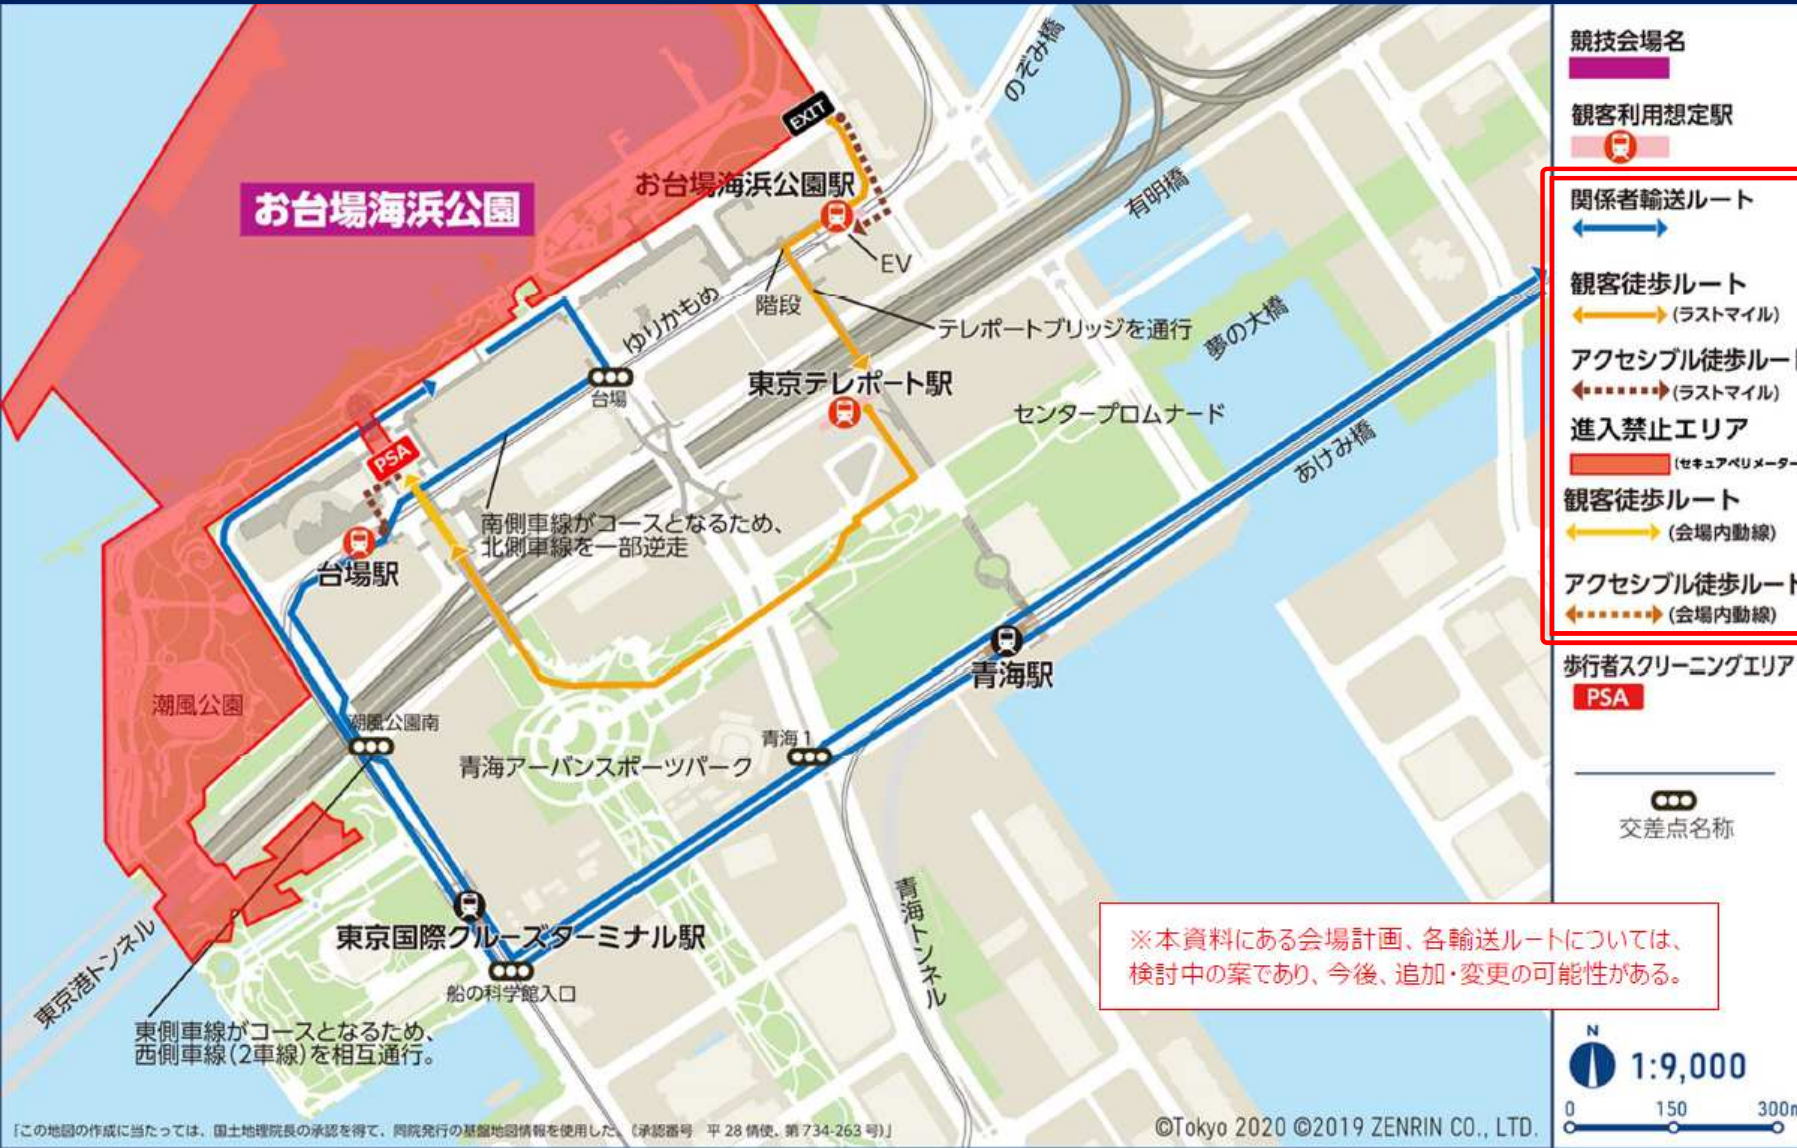 のぞみ橋
EXIT
お台場海浜公園
お台場海浜公園駅
有明橋
EV
階段
ゆりかもめ
テレポートブリッジを通行
夢の大橋
台場
東京テレポート駅
センタープロムナード
あけみ橋
PSA
南側車線がコースとなるため、
北側車線を一部逆走
台場駅
青海駅
潮風公園
潮風公園南
青海1
青海アーバンスポーツパーク
東京国際クルーズターミナル駅
船の科学館入口
青海トンネル
東京港トンネル
東側車線がコースとなるため、
西側車線(2車線)を相互通行。
※本資料にある会場計画、各輸送ルートについては、
検討中の案であり、今後、追加・変更の可能性がある。
「この地図の作成に当たっては、国土地理院長の承認を得て、同院発行の基盤地図情報を使用した。(承認番号 平 28 情使、第 734-263 号)」
©Tokyo 2020 ©2019 ZENRIN CO., LTD.
競技会場名
観客利用想定駅
関係者輸送ルート
観客徒歩ルート
(ラストマイル)
アクセシブル徒歩ルート
(ラストマイル)
進入禁止エリア
(セキュアペリメーター
観客徒歩ルート
(会場内動線)
アクセシブル徒歩ルート
(会場内動線)
歩行者スクリーニングエリア
PSA
交差点名称
N
1:9,000
0 150 300m